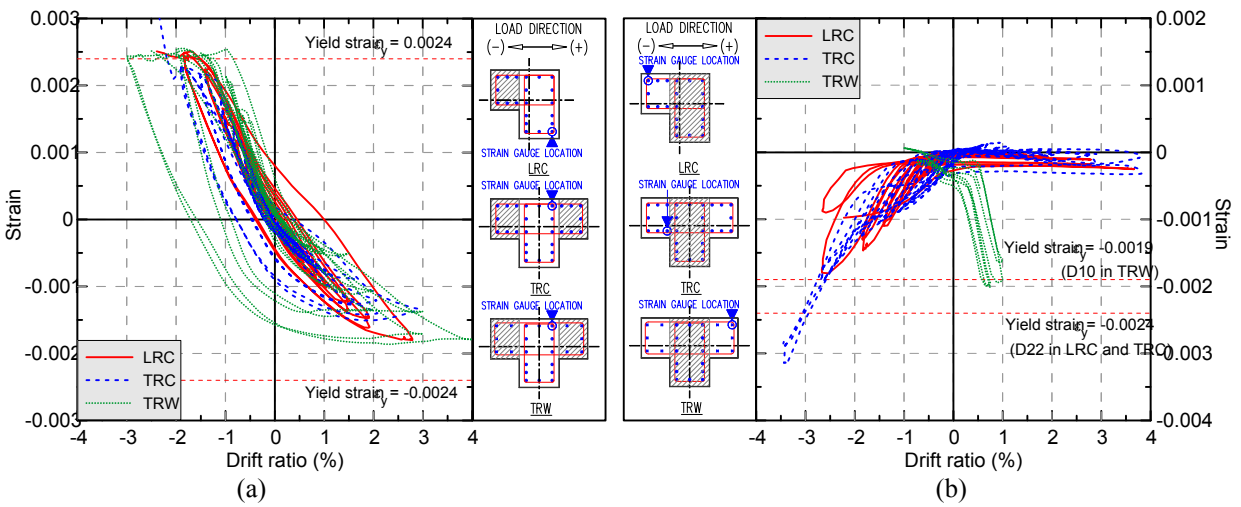 0.003
0.002
0.001
0
-0.001
-0.002
-0.003
Strain
Yield strain εy = 0.0024
Yield strain εy = -0.0024
LRC
TRC
TRW
-4 -3 -2 -1 0 1 2 3 4
Drift ratio (%)
(a)
LOAD DIRECTION
(-) (+)
STRAIN GAUGE LOCATION
LRC
STRAIN GAUGE LOCATION
TRC
STRAIN GAUGE LOCATION
TRW
LOAD DIRECTION
(-) (+)
STRAIN GAUGE LOCATION
LRC
STRAIN GAUGE LOCATION
TRC
STRAIN GAUGE LOCATION
TRW
LRC
TRC
TRW
0.002
0.001
0
-0.001
-0.002
-0.003
-0.004
Strain
Yield strain εy = -0.0019
(D10 in TRW)
Yield strain εy = -0.0024
(D22 in LRC and TRC)
-4 -3 -2 -1 0 1 2 3 4
Drift ratio (%)
(b)